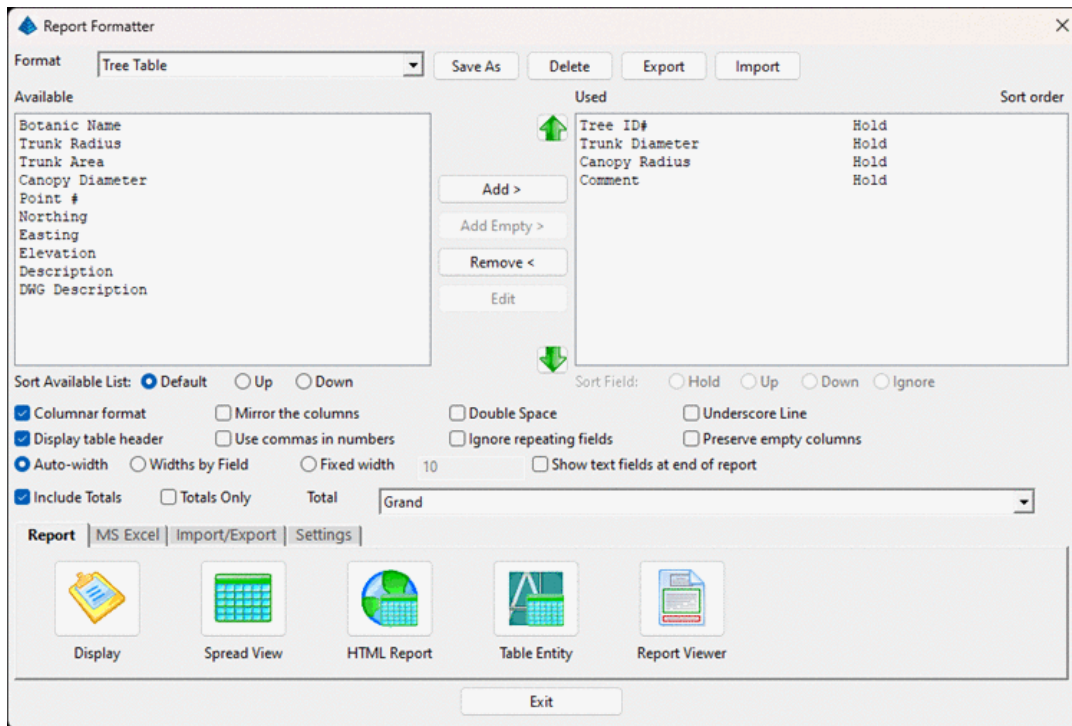 Report Formatter
Format Tree Table Save As Delete Export Import
Available Used Sort order
Botanic Name
Trunk Radius
Trunk Area
Canopy Diameter
Point #
Northing
Easting
Elevation
Description
DWG Description
Add >
Add Empty >
Remove <
Edit
Tree ID# Hold
Trunk Diameter Hold
Canopy Radius Hold
Comment Hold
Sort Available List: Default Up Down Sort Field: Hold Up Down Ignore
Columnar format Mirror the columns Double Space Underscore Line
Display table header Use commas in numbers Ignore repeating fields Preserve empty columns
Auto-width Widths by Field Fixed width 10 Show text fields at end of report
Include Totals Totals Only Total Grand
Report MS Excel Import/Export Settings
Display Spread View HTML Report Table Entity Report Viewer
Exit